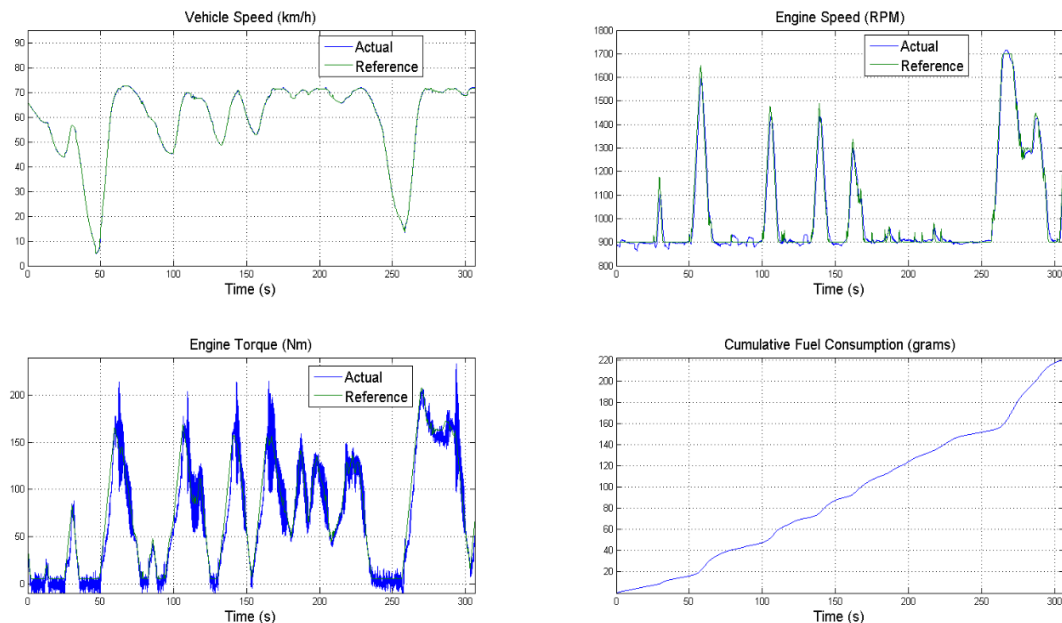 Vehicle Speed (km/h)
90
80
70
60
50
40
30
20
10
0
0 50 100 150 200 250 300
Time (s)
Actual
Reference
Engine Speed (RPM)
1800
1700
1600
1500
1400
1300
1200
1100
1000
900
800
0 50 100 150 200 250 300
Time (s)
Actual
Reference
Engine Torque (Nm)
200
150
100
50
0
0 50 100 150 200 250 300
Time (s)
Actual
Reference
Cumulative Fuel Consumption (grams)
220
200
180
160
140
120
100
80
60
40
20
0 50 100 150 200 250 300
Time (s)